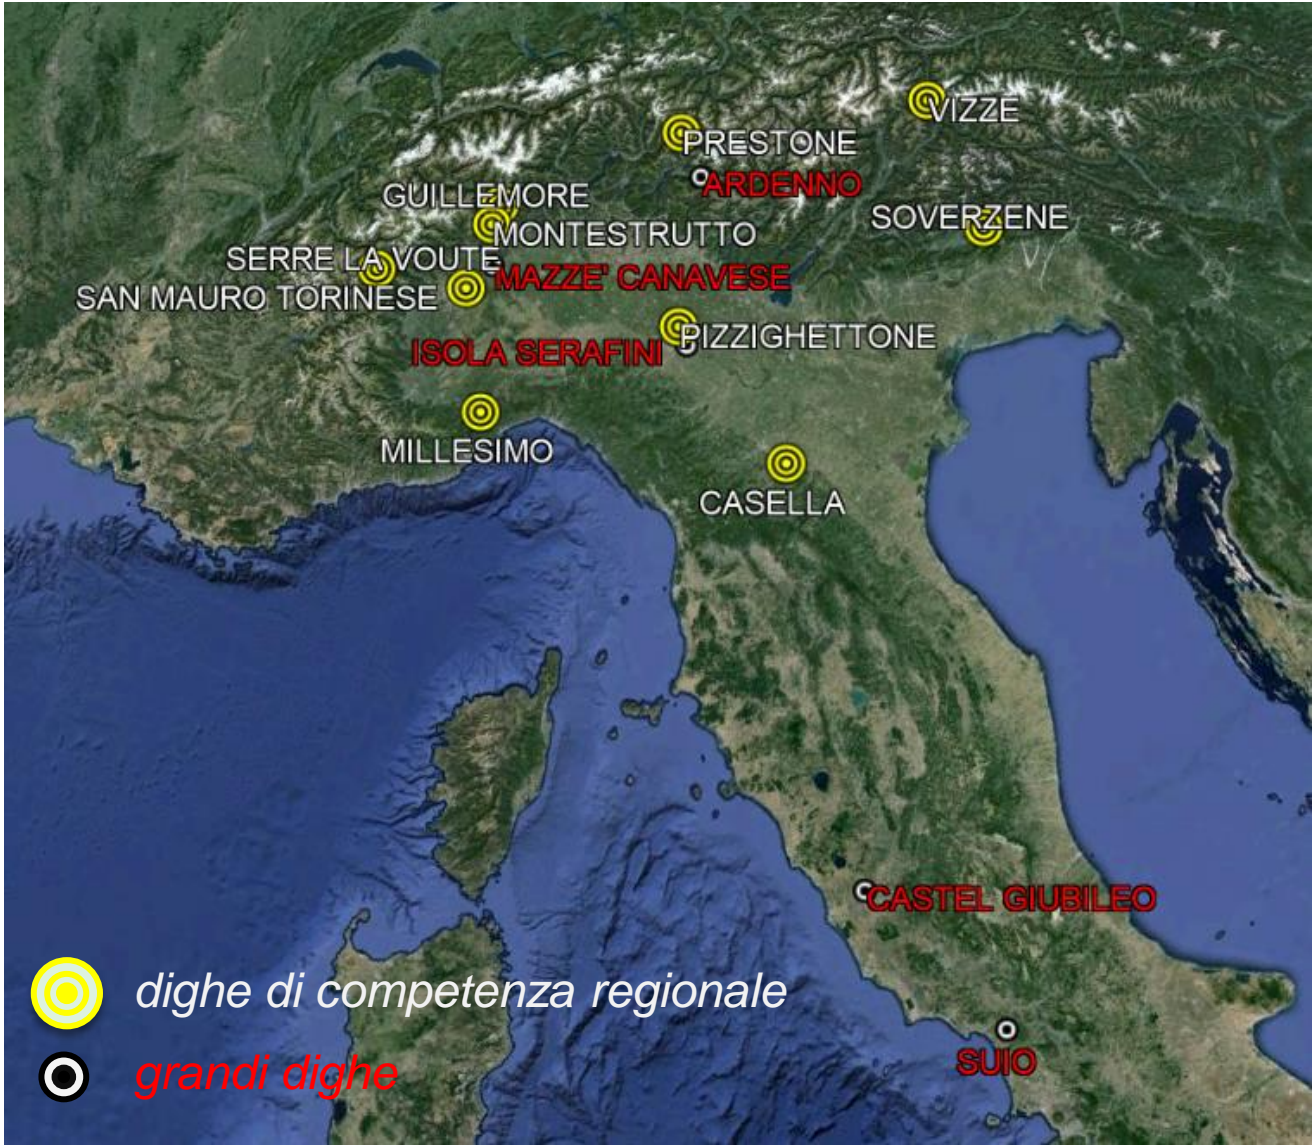 VIZZE
PRESTONE
ARDENNO
GUILLEMORE
SOVERZENE
MONTESTRUTTO
SERRE LA VOUTE
MAZZE' CANAVESE
SAN MAURO TORINESE
PIZZIGHETTONE
ISOLA SERAFINI
MILLESIMO
CASELLA
CASTEL GIUBILEO
dighe di competenza regionale
SUIO
grandi dighe